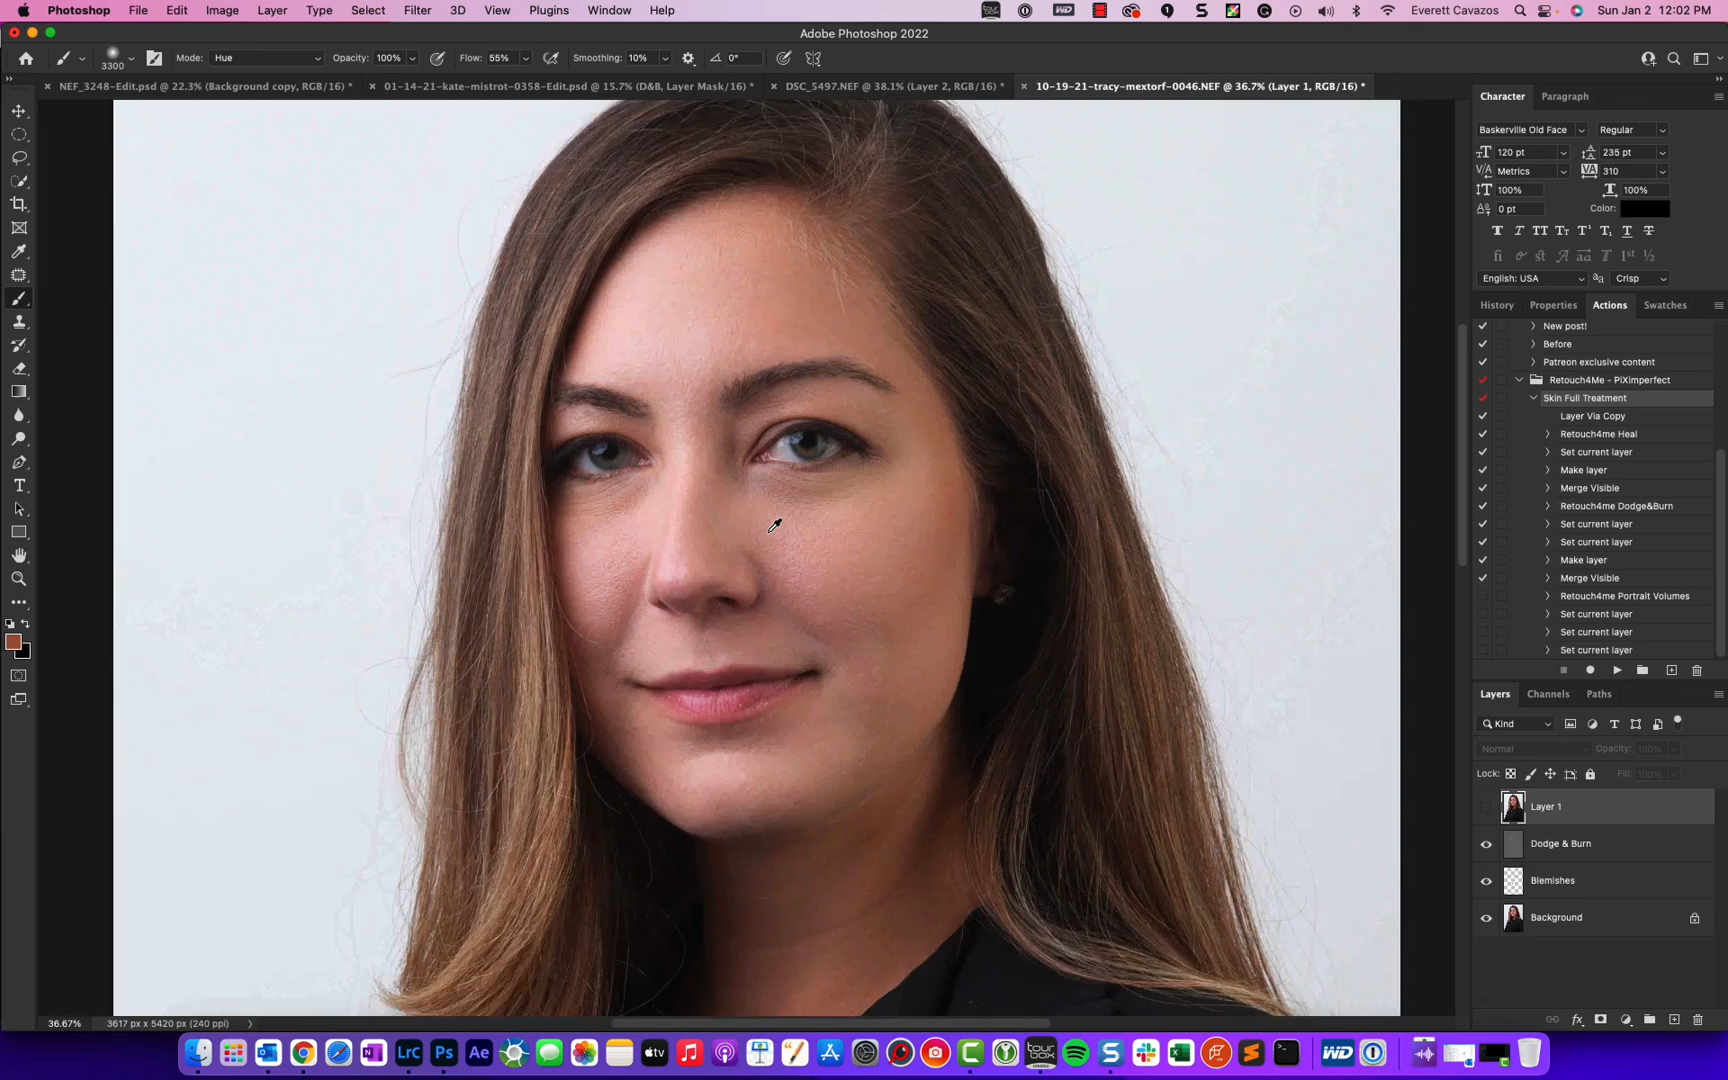 Photoshop File Edit Image Layer Type Select Filter 3D View Plugins Window Help Everett Cavazos Sun Jan 2 12:02 PM
Adobe Photoshop 2022
3300 Mode: Hue Opacity: 100% Flow: 55% Smoothing: 10% 0°
NEF_3248-Edit.psd @ 22.3% (Background copy, RGB/16) * 01-14-21-kate-mistrot-0358-Edit.psd @ 15.7% (D&B, Layer Mask/16) * DSC_5497.NEF @ 38.1% (Layer 2, RGB/16) * 10-19-21-tracy-mextorf-0046.NEF @ 36.7% (Layer 1, RGB/16) *
Character Paragraph
Baskerville Old Face Regular
120 pt 235 pt
Metrics 310
100% 100%
0 pt Color:
English: USA Crisp
History Properties Actions Swatches
New post!
Before
Patreon exclusive content
Retouch4Me - PIXImperfect
Skin Full Treatment
Layer Via Copy
Retouch4me Heal
Set current layer
Make layer
Merge Visible
Retouch4me Dodge&Burn
Set current layer
Set current layer
Make layer
Merge Visible
Retouch4me Portrait Volumes
Set current layer
Set current layer
Set current layer
Layers Channels Paths
Kind
Normal Opacity: 100%
Lock: Fill: 100%
Layer 1
Dodge & Burn
Blemishes
Background
36.67% 3617 px x 5420 px (240 ppi)
LrC Ps Ae tv WD